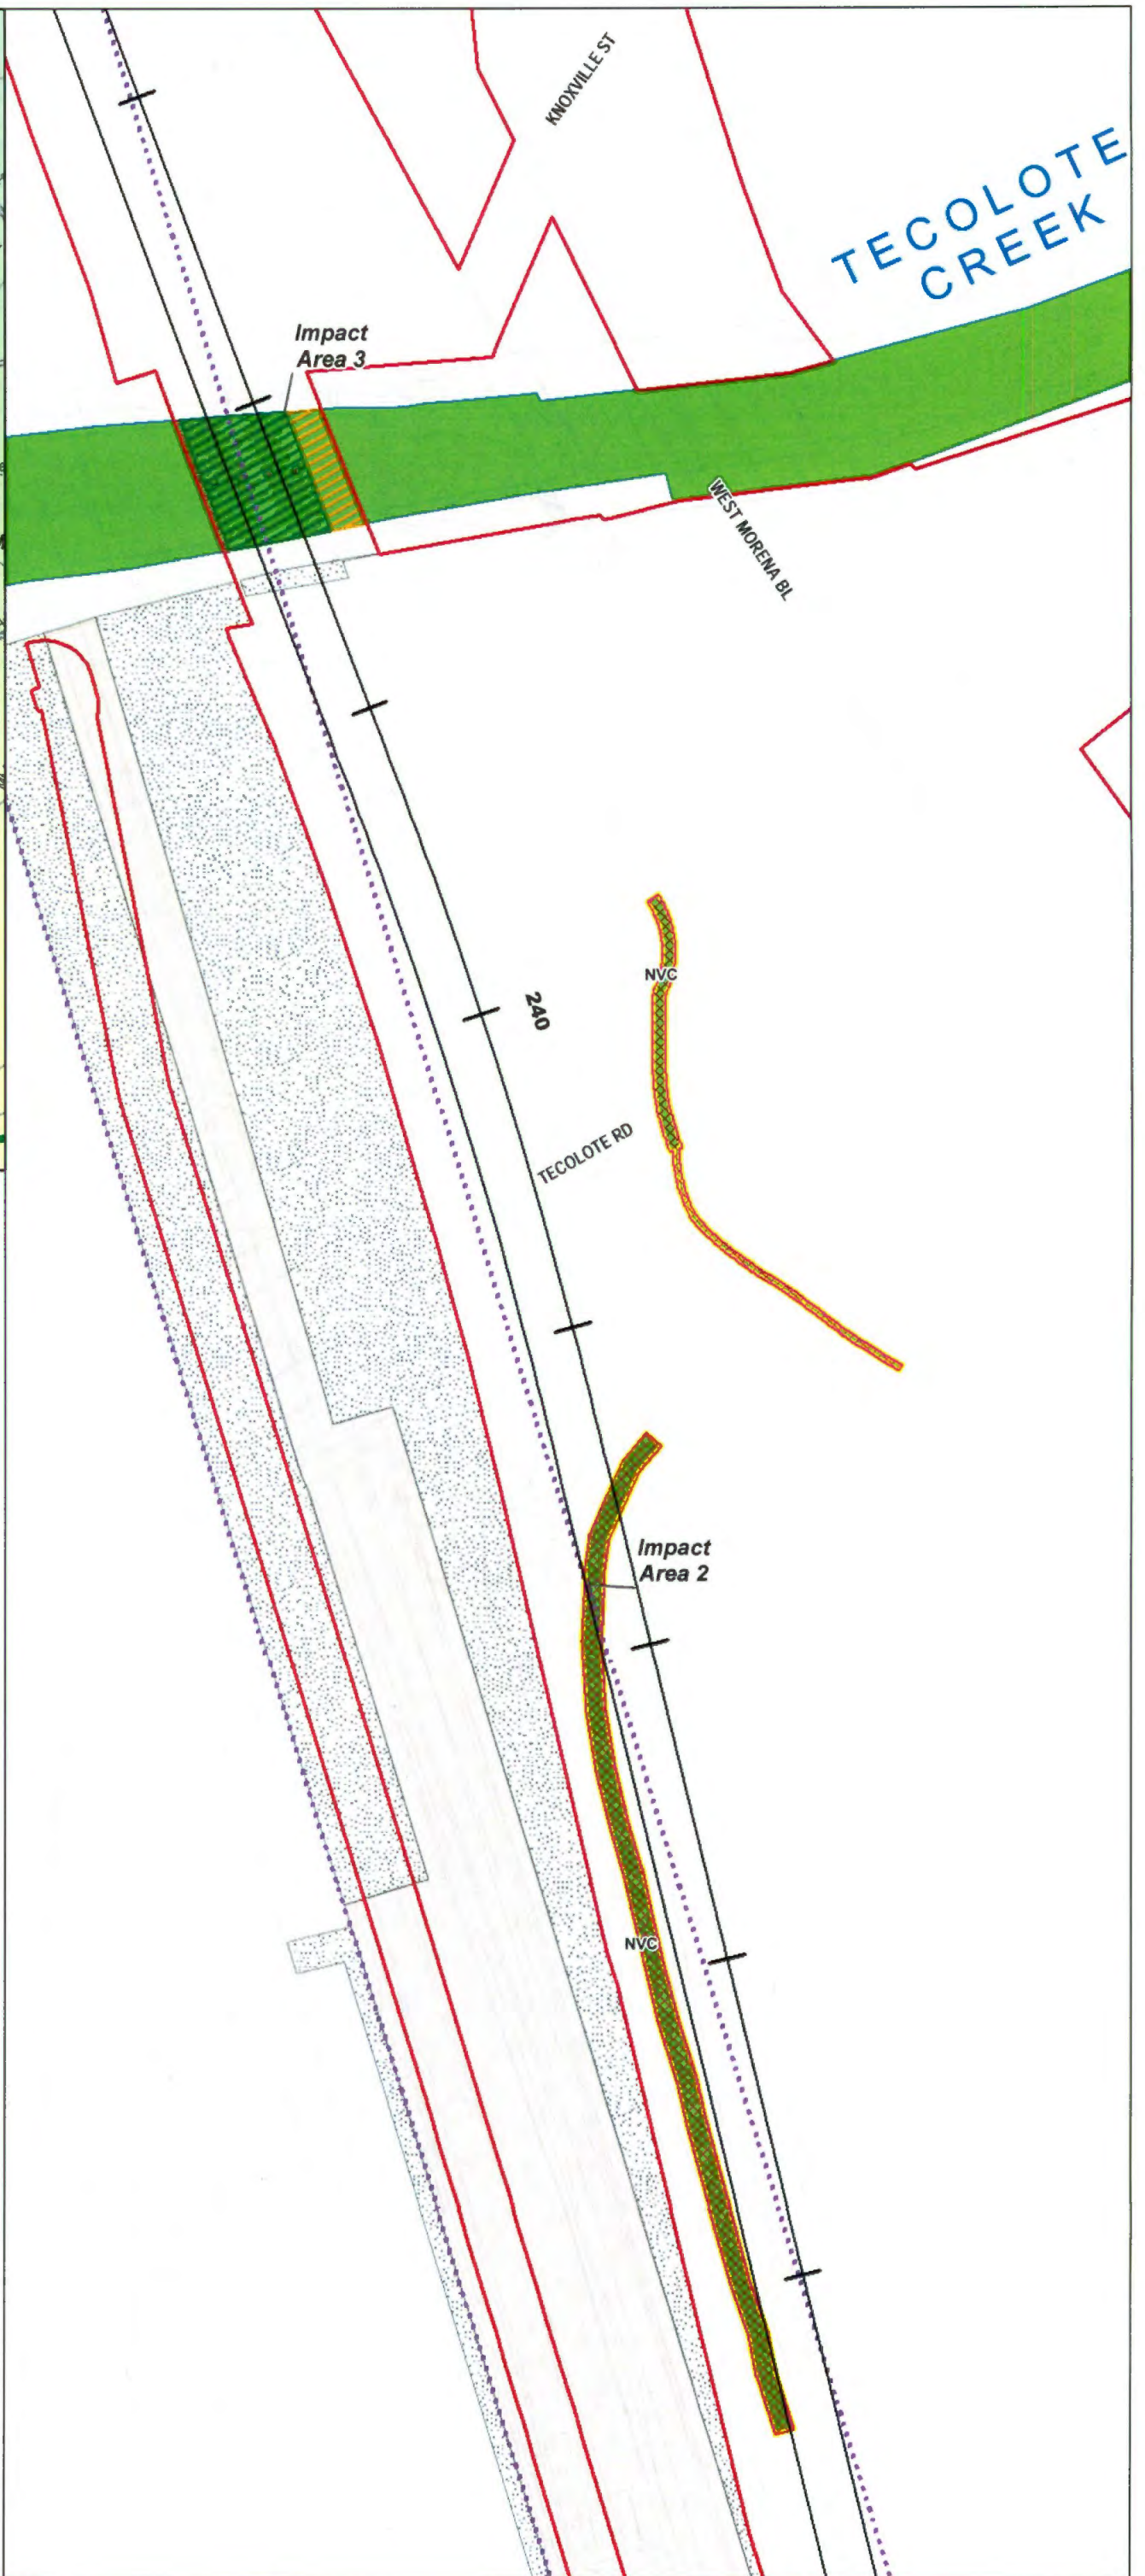 KNOXVILLE ST
TECOLOTE
CREEK
Impact
Area 3
WEST MORENA BL
NVC
240
TECOLOTE RD
Impact
Area 2
NVC